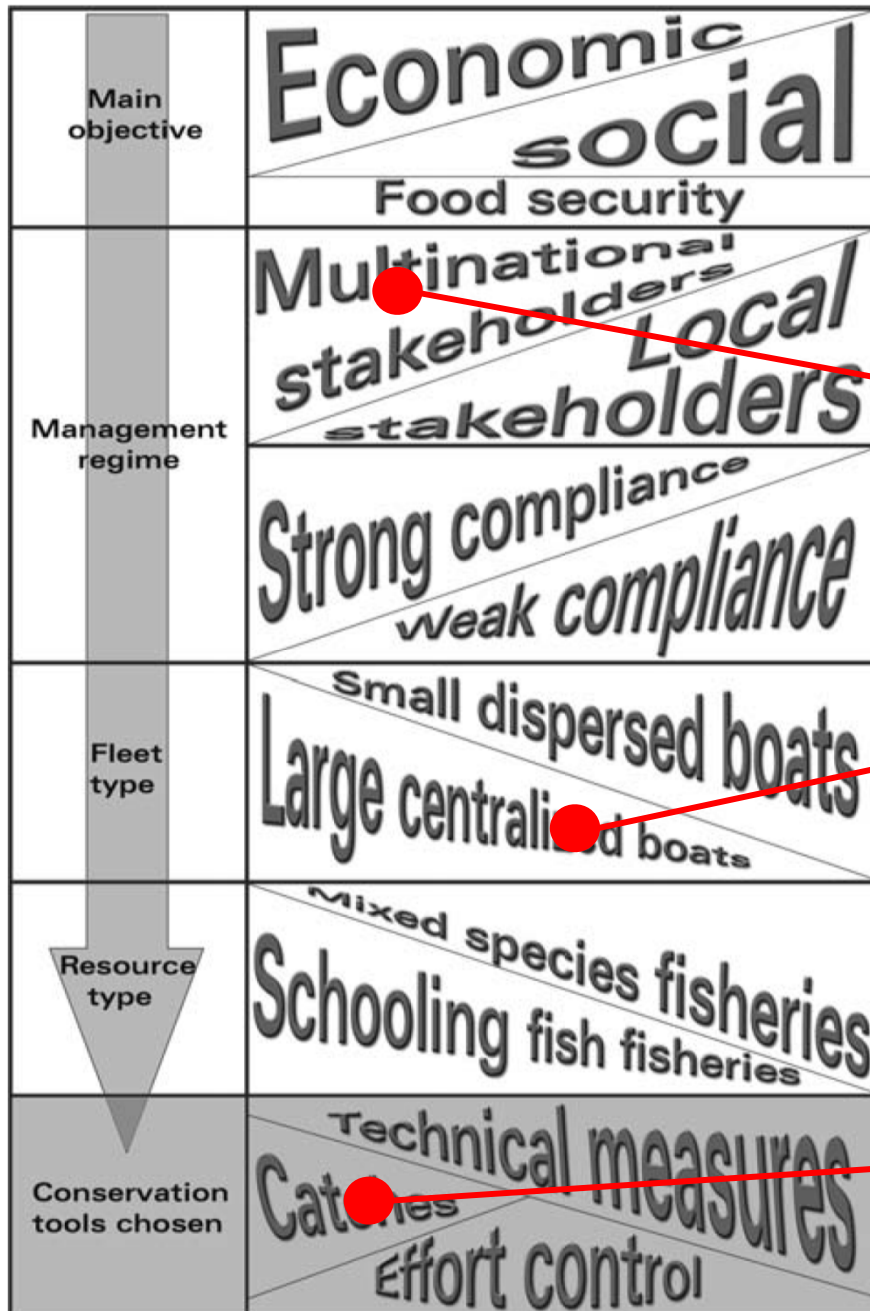 Main
objective
Economic
social
Food security
Management
regime
Multinational
stakeholders
Local
stakeholders
Strong compliance
Weak compliance
Fleet
type
Small dispersed boats
Large centralized boats
Resource
type
Mixed species fisheries
Schooling fish fisheries
Conservation
tools chosen
Technical measures
Catches
Effort control